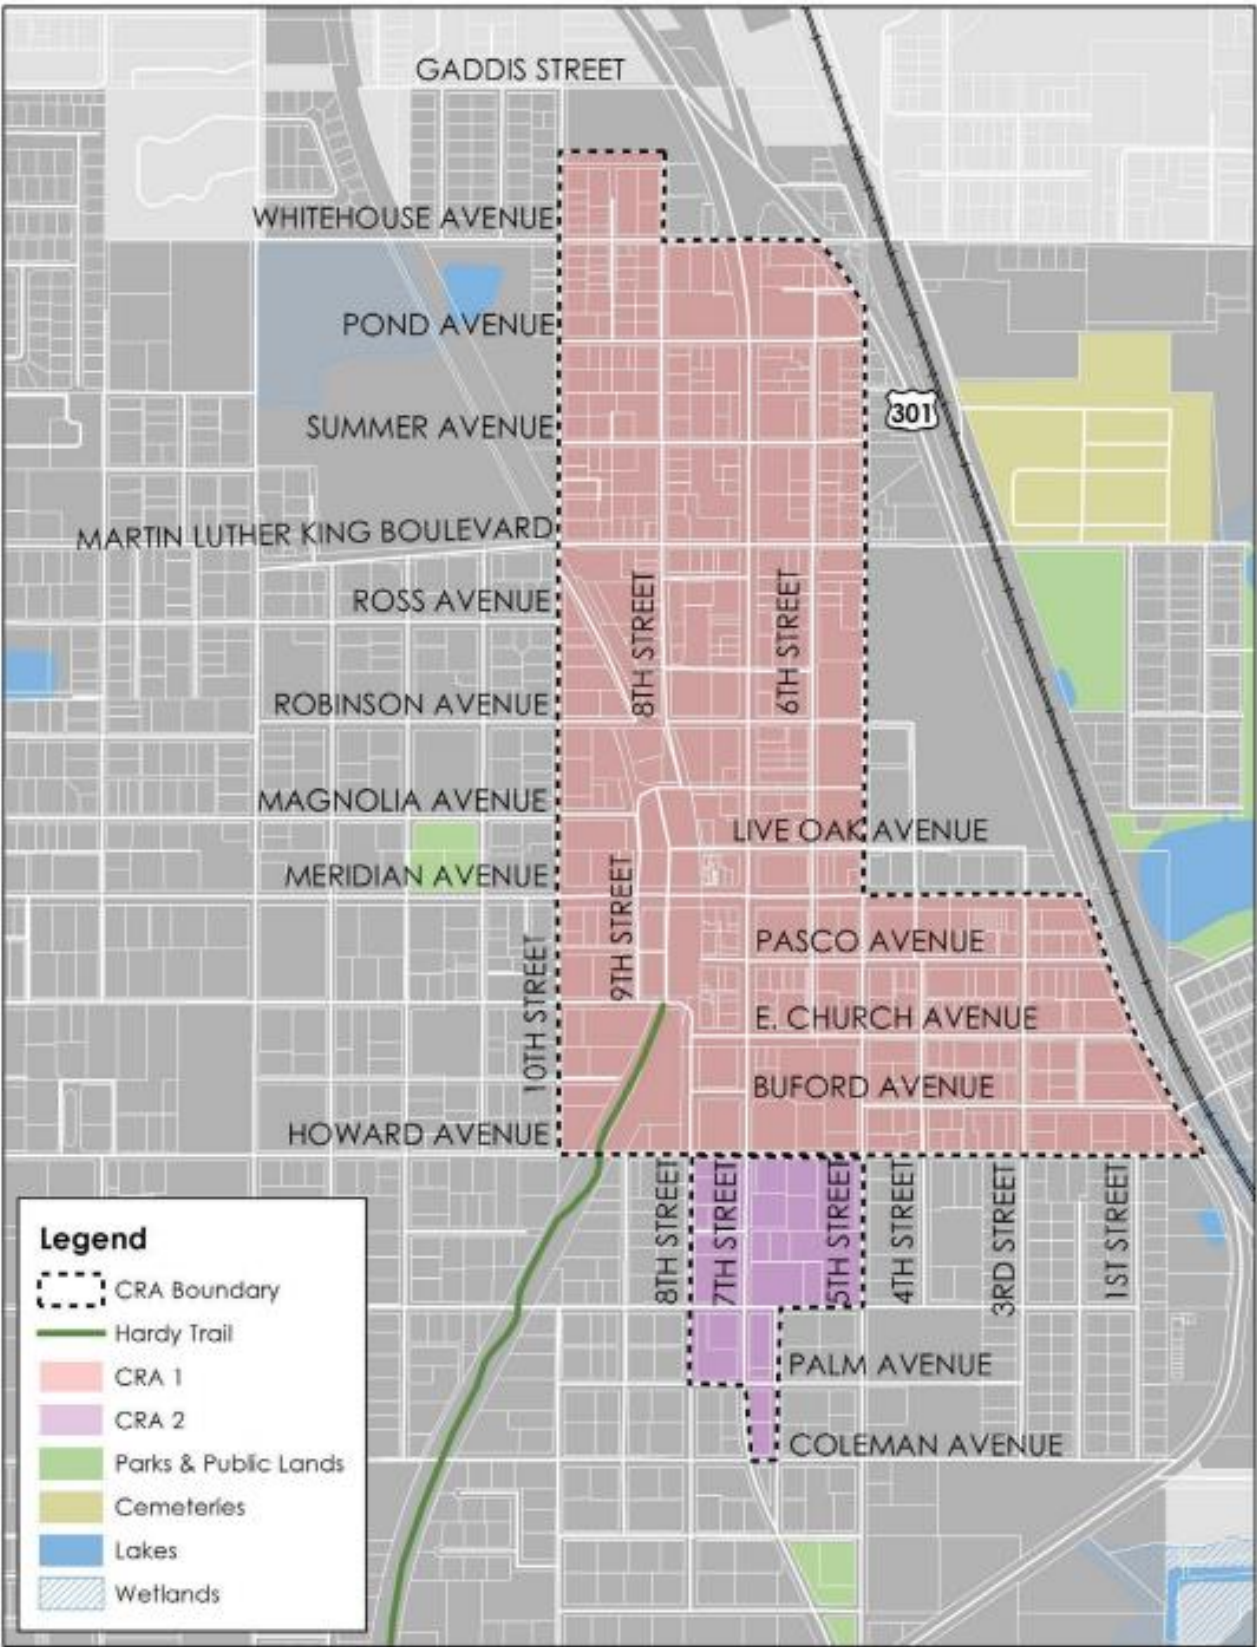 GADDIS STREET
WHITEHOUSE AVENUE
POND AVENUE
301
SUMMER AVENUE
MARTIN LUTHER KING BOULEVARD
ROSS AVENUE
8TH STREET
6TH STREET
ROBINSON AVENUE
MAGNOLIA AVENUE
LIVE OAK AVENUE
MERIDIAN AVENUE
9TH STREET
PASCO AVENUE
10TH STREET
E. CHURCH AVENUE
BUFORD AVENUE
HOWARD AVENUE
8TH STREET
7TH STREET
5TH STREET
4TH STREET
3RD STREET
1ST STREET
PALM AVENUE
COLEMAN AVENUE
Legend
CRA Boundary
Hardy Trail
CRA 1
CRA 2
Parks & Public Lands
Cemeteries
Lakes
Wetlands